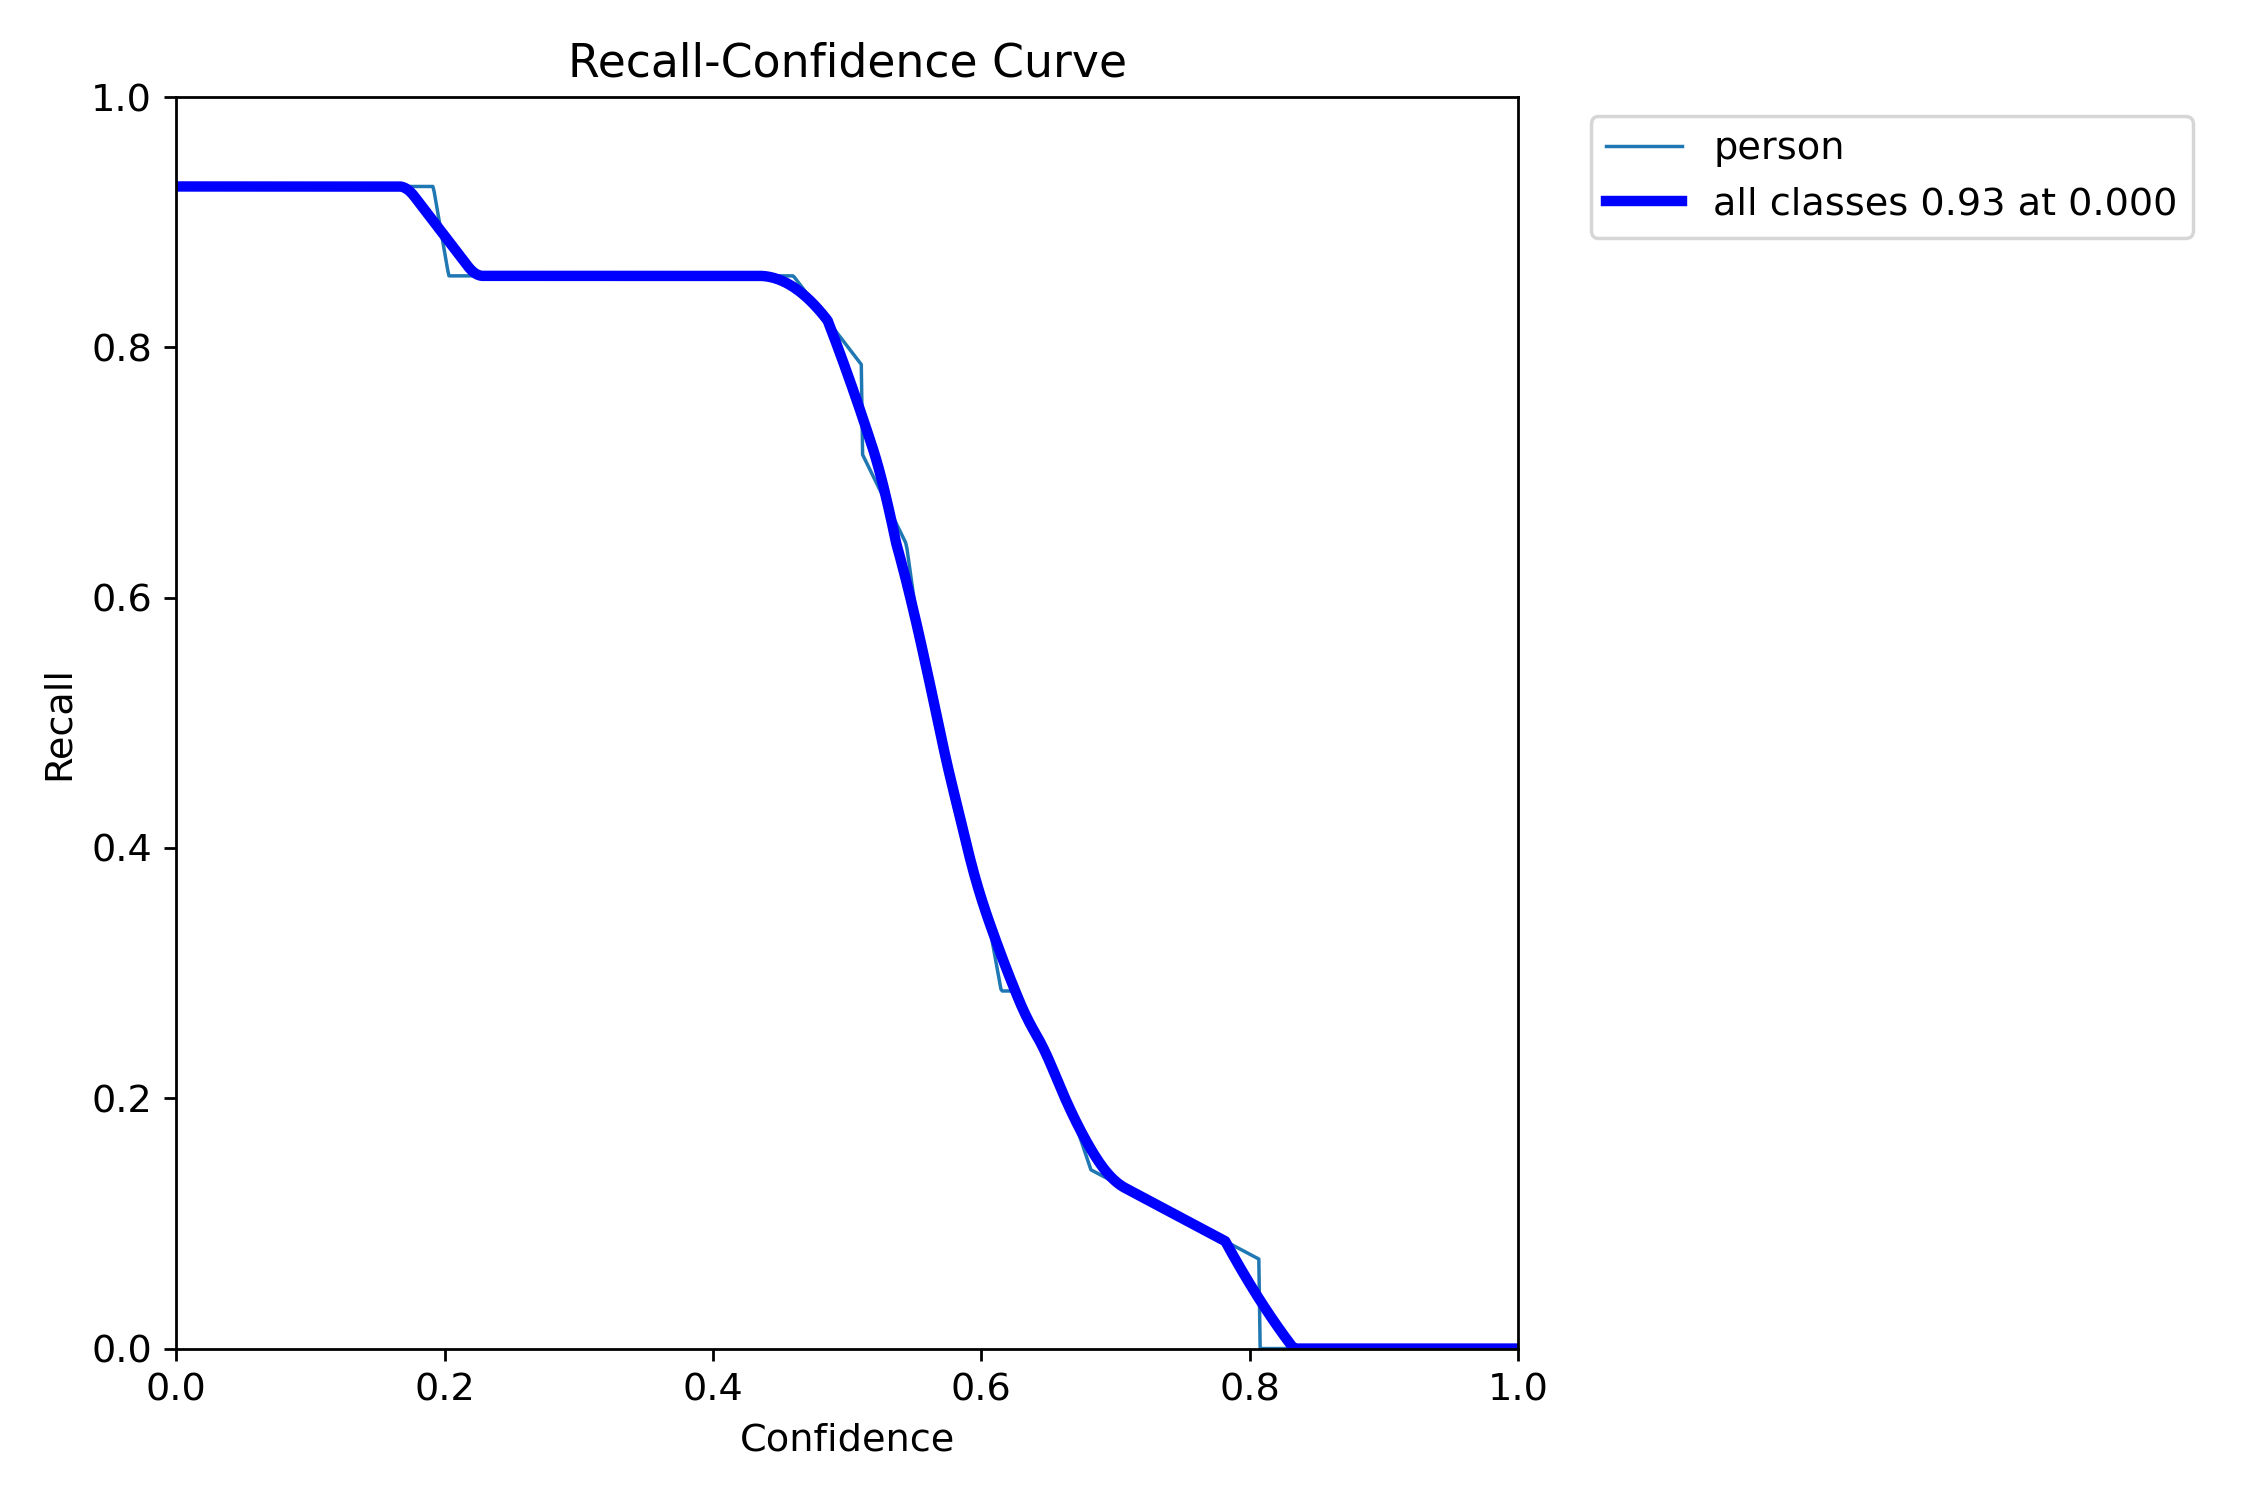 Recall-Confidence Curve
1.0
0.8
0.6
0.4
0.2
0.0
Recall
0.0 0.2 0.4 0.6 0.8 1.0
Confidence
person
all classes 0.93 at 0.000